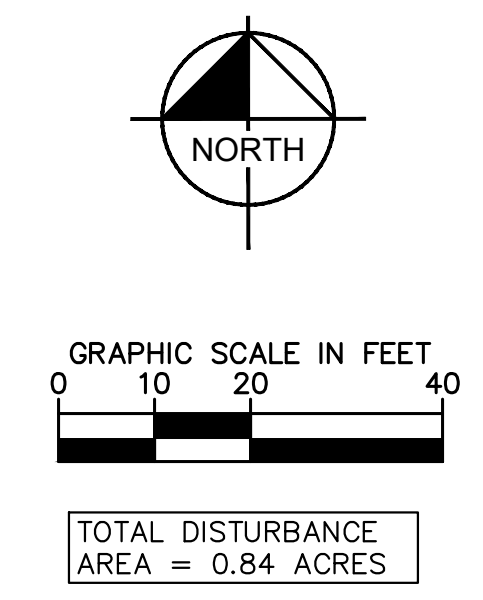 NORTH
GRAPHIC SCALE IN FEET
0 10 20 40
TOTAL DISTURBANCE
AREA = 0.84 ACRES